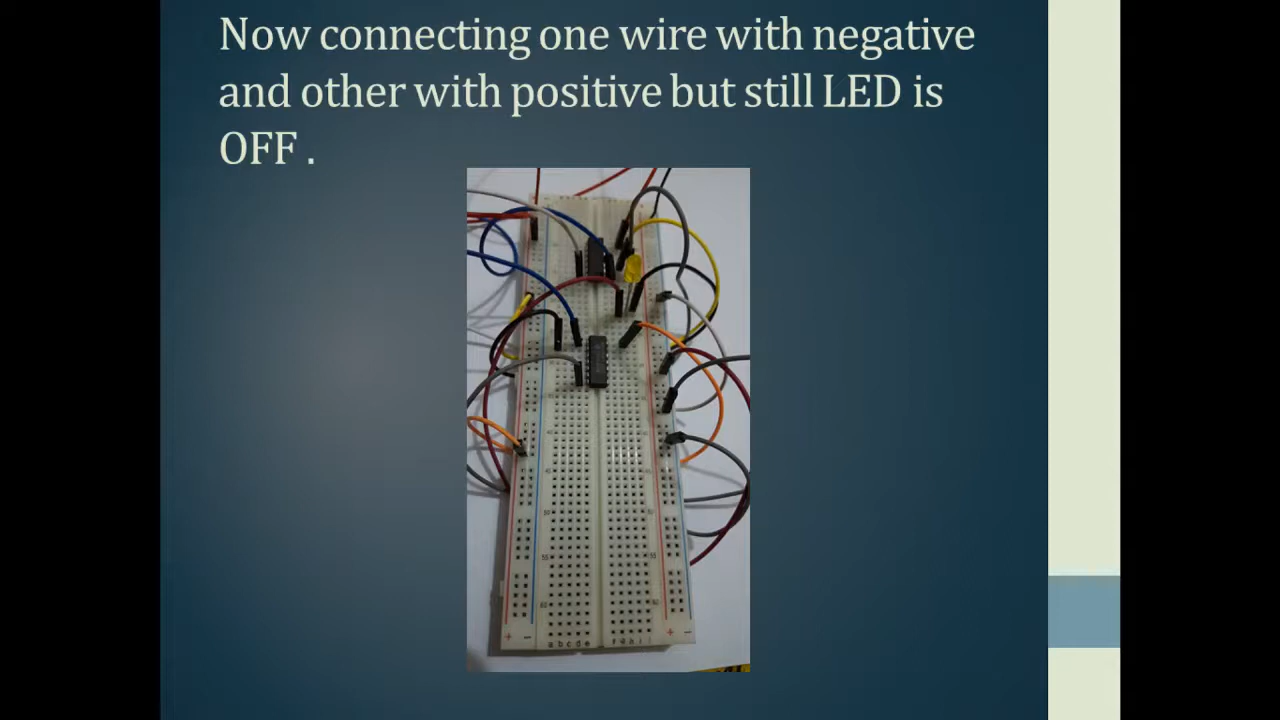 Now connecting one wire with negative
and other with positive but still LED is
OFF .